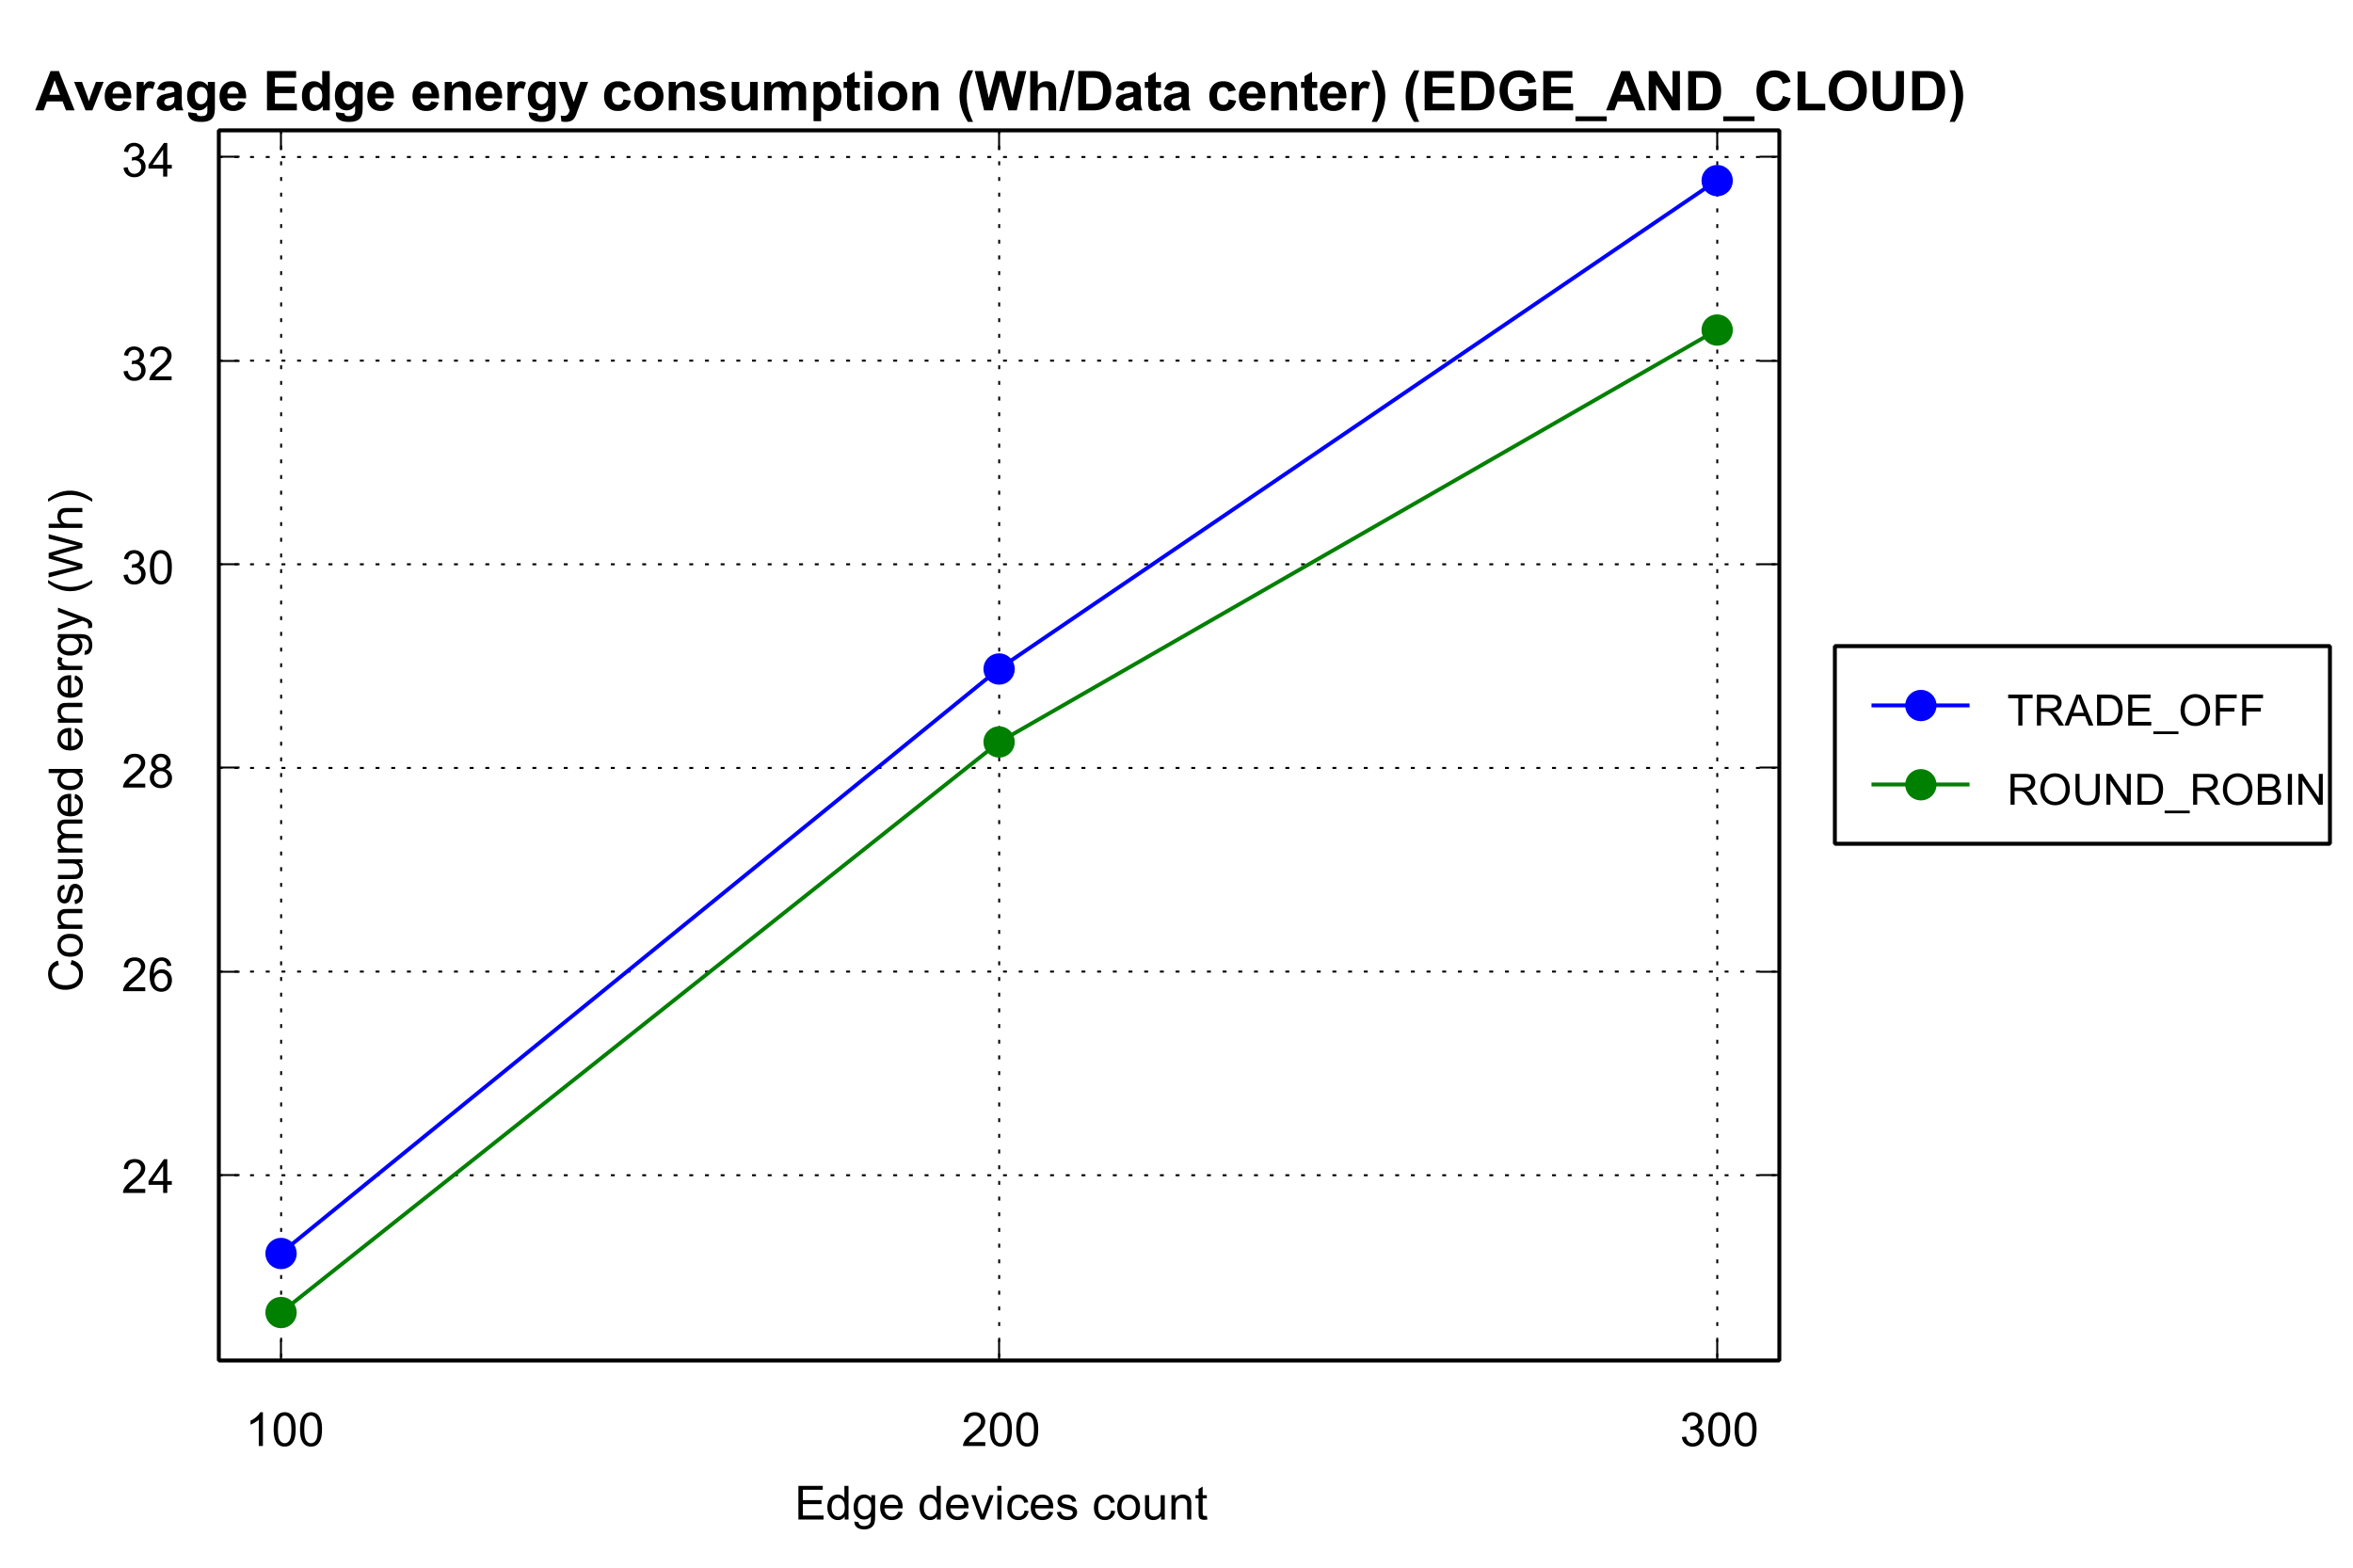 Average Edge energy consumption (Wh/Data center) (EDGE_AND_CLOUD)
34
32
30
28
26
24
Consumed energy (Wh)
100
200
300
Edge devices count
TRADE_OFF
ROUND_ROBIN